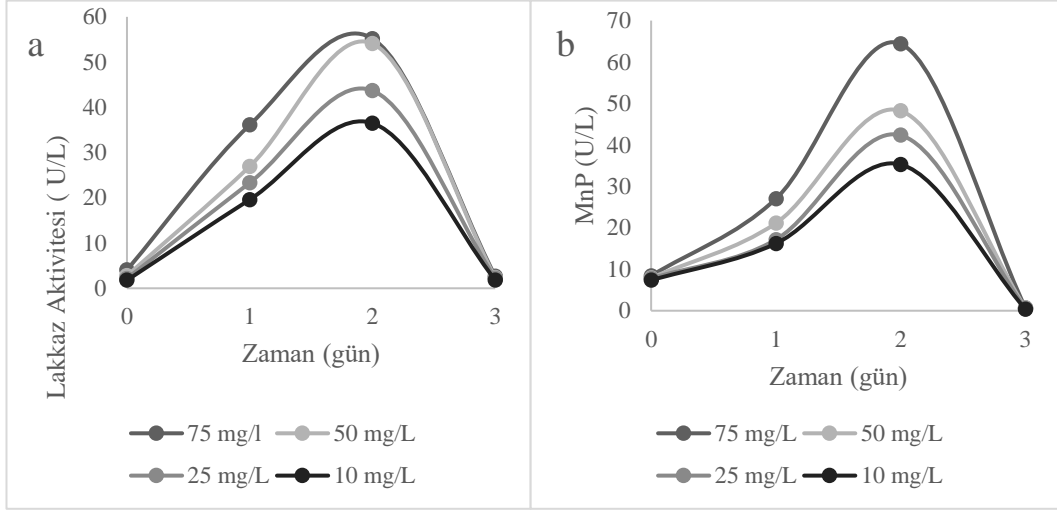 a
60
50
40
30
20
10
0
Lakkaz Aktivitesi ( U/L)
0 1 2 3
Zaman (gün)
75 mg/l 50 mg/L
25 mg/L 10 mg/L
b
70
60
50
40
30
20
10
0
MnP (U/L)
0 1 2 3
Zaman (gün)
75 mg/L 50 mg/L
25 mg/L 10 mg/L